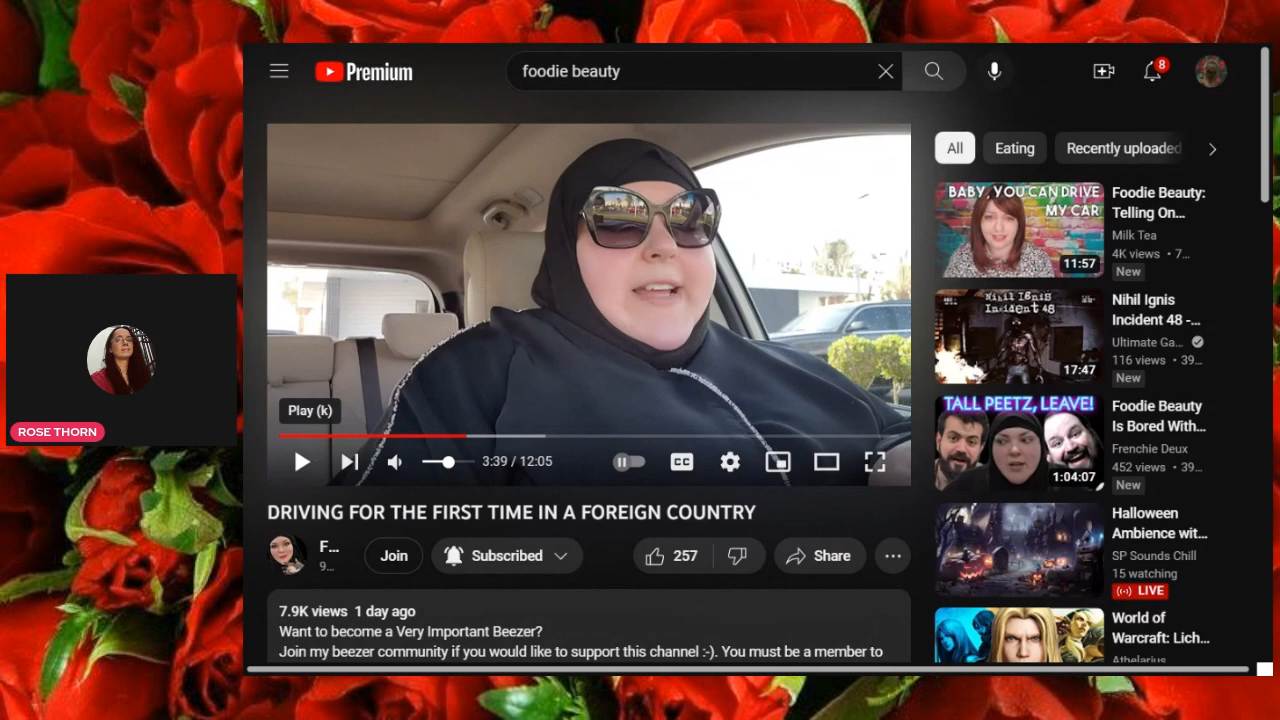 Premium
foodie beauty
8
All
Eating
Recently uploaded
BABY, YOU CAN DRIVE
MY CAR
11:57
Foodie Beauty:
Telling On...
Milk Tea
4K views • 7...
New
Nihil Ignis
Incident 48
17:47
Nihil Ignis
Incident 48 -...
Ultimate Ga...
116 views • 39...
New
TALL PEETZ, LEAVE!
1:04:07
Foodie Beauty
Is Bored With...
Frenchie Deux
452 views • 39...
New
Halloween
Ambience wit...
SP Sounds Chill
15 watching
LIVE
World of
Warcraft: Lich...
Athelarius
Play (k)
3:39 / 12:05
CC
DRIVING FOR THE FIRST TIME IN A FOREIGN COUNTRY
F...
9...
Join
Subscribed
257
Share
7.9K views 1 day ago
Want to become a Very Important Beezer?
Join my beezer community if you would like to support this channel :-). You must be a member to
ROSE THORN